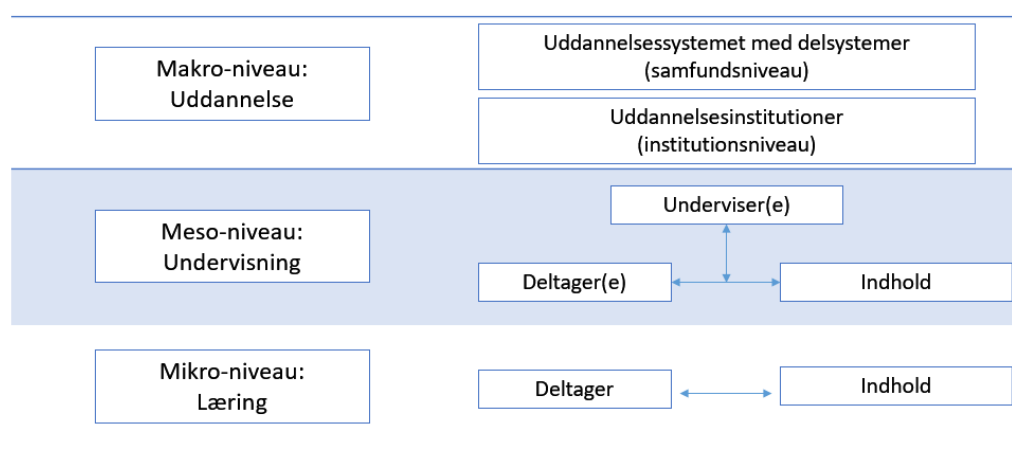 Makro-niveau:
Uddannelse
Uddannelsessystemet med delsystemer
(samfundsniveau)
Uddannelsesinstitutioner
(institutionsniveau)
Meso-niveau:
Undervisning
Underviser(e)
Deltager(e)
Indhold
Mikro-niveau:
Læring
Deltager
Indhold